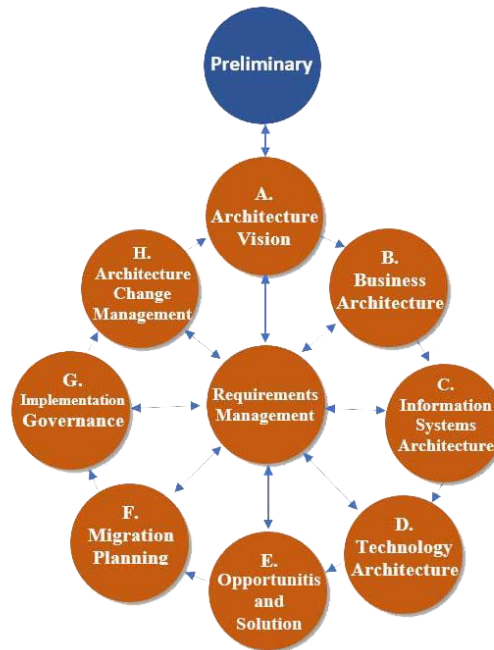 Preliminary
A.
Architecture
Vision
H.
Architecture
Change
Management
B.
Business
Architecture
G.
Implementation
Governance
Requirements
Management
C.
Information
Systems
Architecture
F.
Migration
Planning
D.
Technology
Architecture
E.
Opportunitis
and
Solution